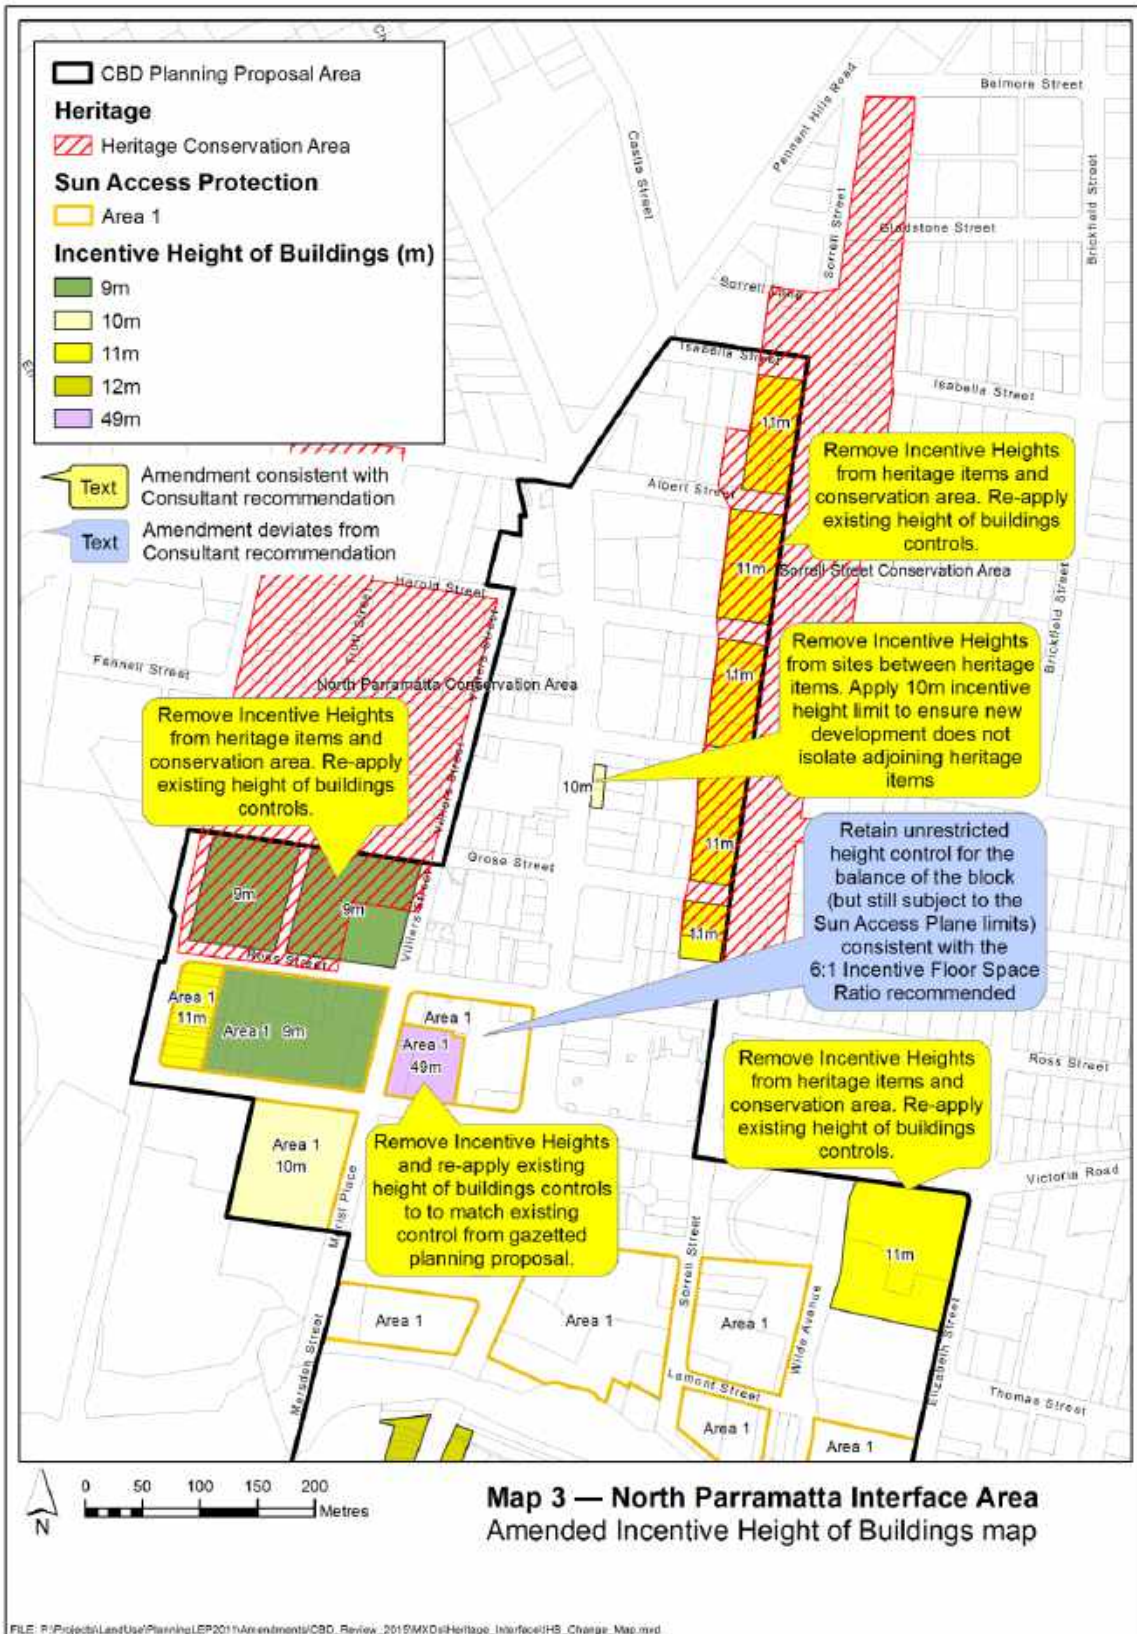 CBD Planning Proposal Area
Heritage
Heritage Conservation Area
Sun Access Protection
Area 1
Incentive Height of Buildings (m)
9m
10m
11m
12m
49m
Text
Amendment consistent with
Consultant recommendation
Text
Amendment deviates from
Consultant recommendation
Belmore Street
Pennant Hills Road
Castle Street
Brickfield Street
Sorrell Street
Gladstone Street
Sorrell Lane
Isabella Street
Isabella Street
11m
Remove Incentive Heights
from heritage items and
conservation area. Re-apply
existing height of buildings
controls.
Albert Street
11m
Sorrell Street Conservation Area
Harold Street
Trott Street
Villiers Street
Brickfield Street
Fennell Street
North Parramatta Conservation Area
11m
Remove Incentive Heights
from sites between heritage
items. Apply 10m incentive
height limit to ensure new
development does not
isolate adjoining heritage
items
Remove Incentive Heights
from heritage items and
conservation area. Re-apply
existing height of buildings
controls.
10m
Villiers Street
11m
Grose Street
Retain unrestricted
height control for the
balance of the block
(but still subject to the
Sun Access Plane limits)
consistent with the
6:1 Incentive Floor Space
Ratio recommended
9m
9m
Villiers Street
11m
Ross Street
Area 1
11m
Area 1 9m
Area 1
Area 1
49m
Ross Street
Remove Incentive Heights
from heritage items and
conservation area. Re-apply
existing height of buildings
controls.
Area 1
10m
Remove Incentive Heights
and re-apply existing
height of buildings controls
to to match existing
control from gazetted
planning proposal.
Marist Place
Victoria Road
11m
Sorrell Street
Area 1
Area 1
Area 1
Wilde Avenue
Elizabeth Street
Marsden Street
Lamont Street
Thomas Street
Area 1
Area 1
0 50 100 150 200
Metres
N
Map 3 — North Parramatta Interface Area
Amended Incentive Height of Buildings map